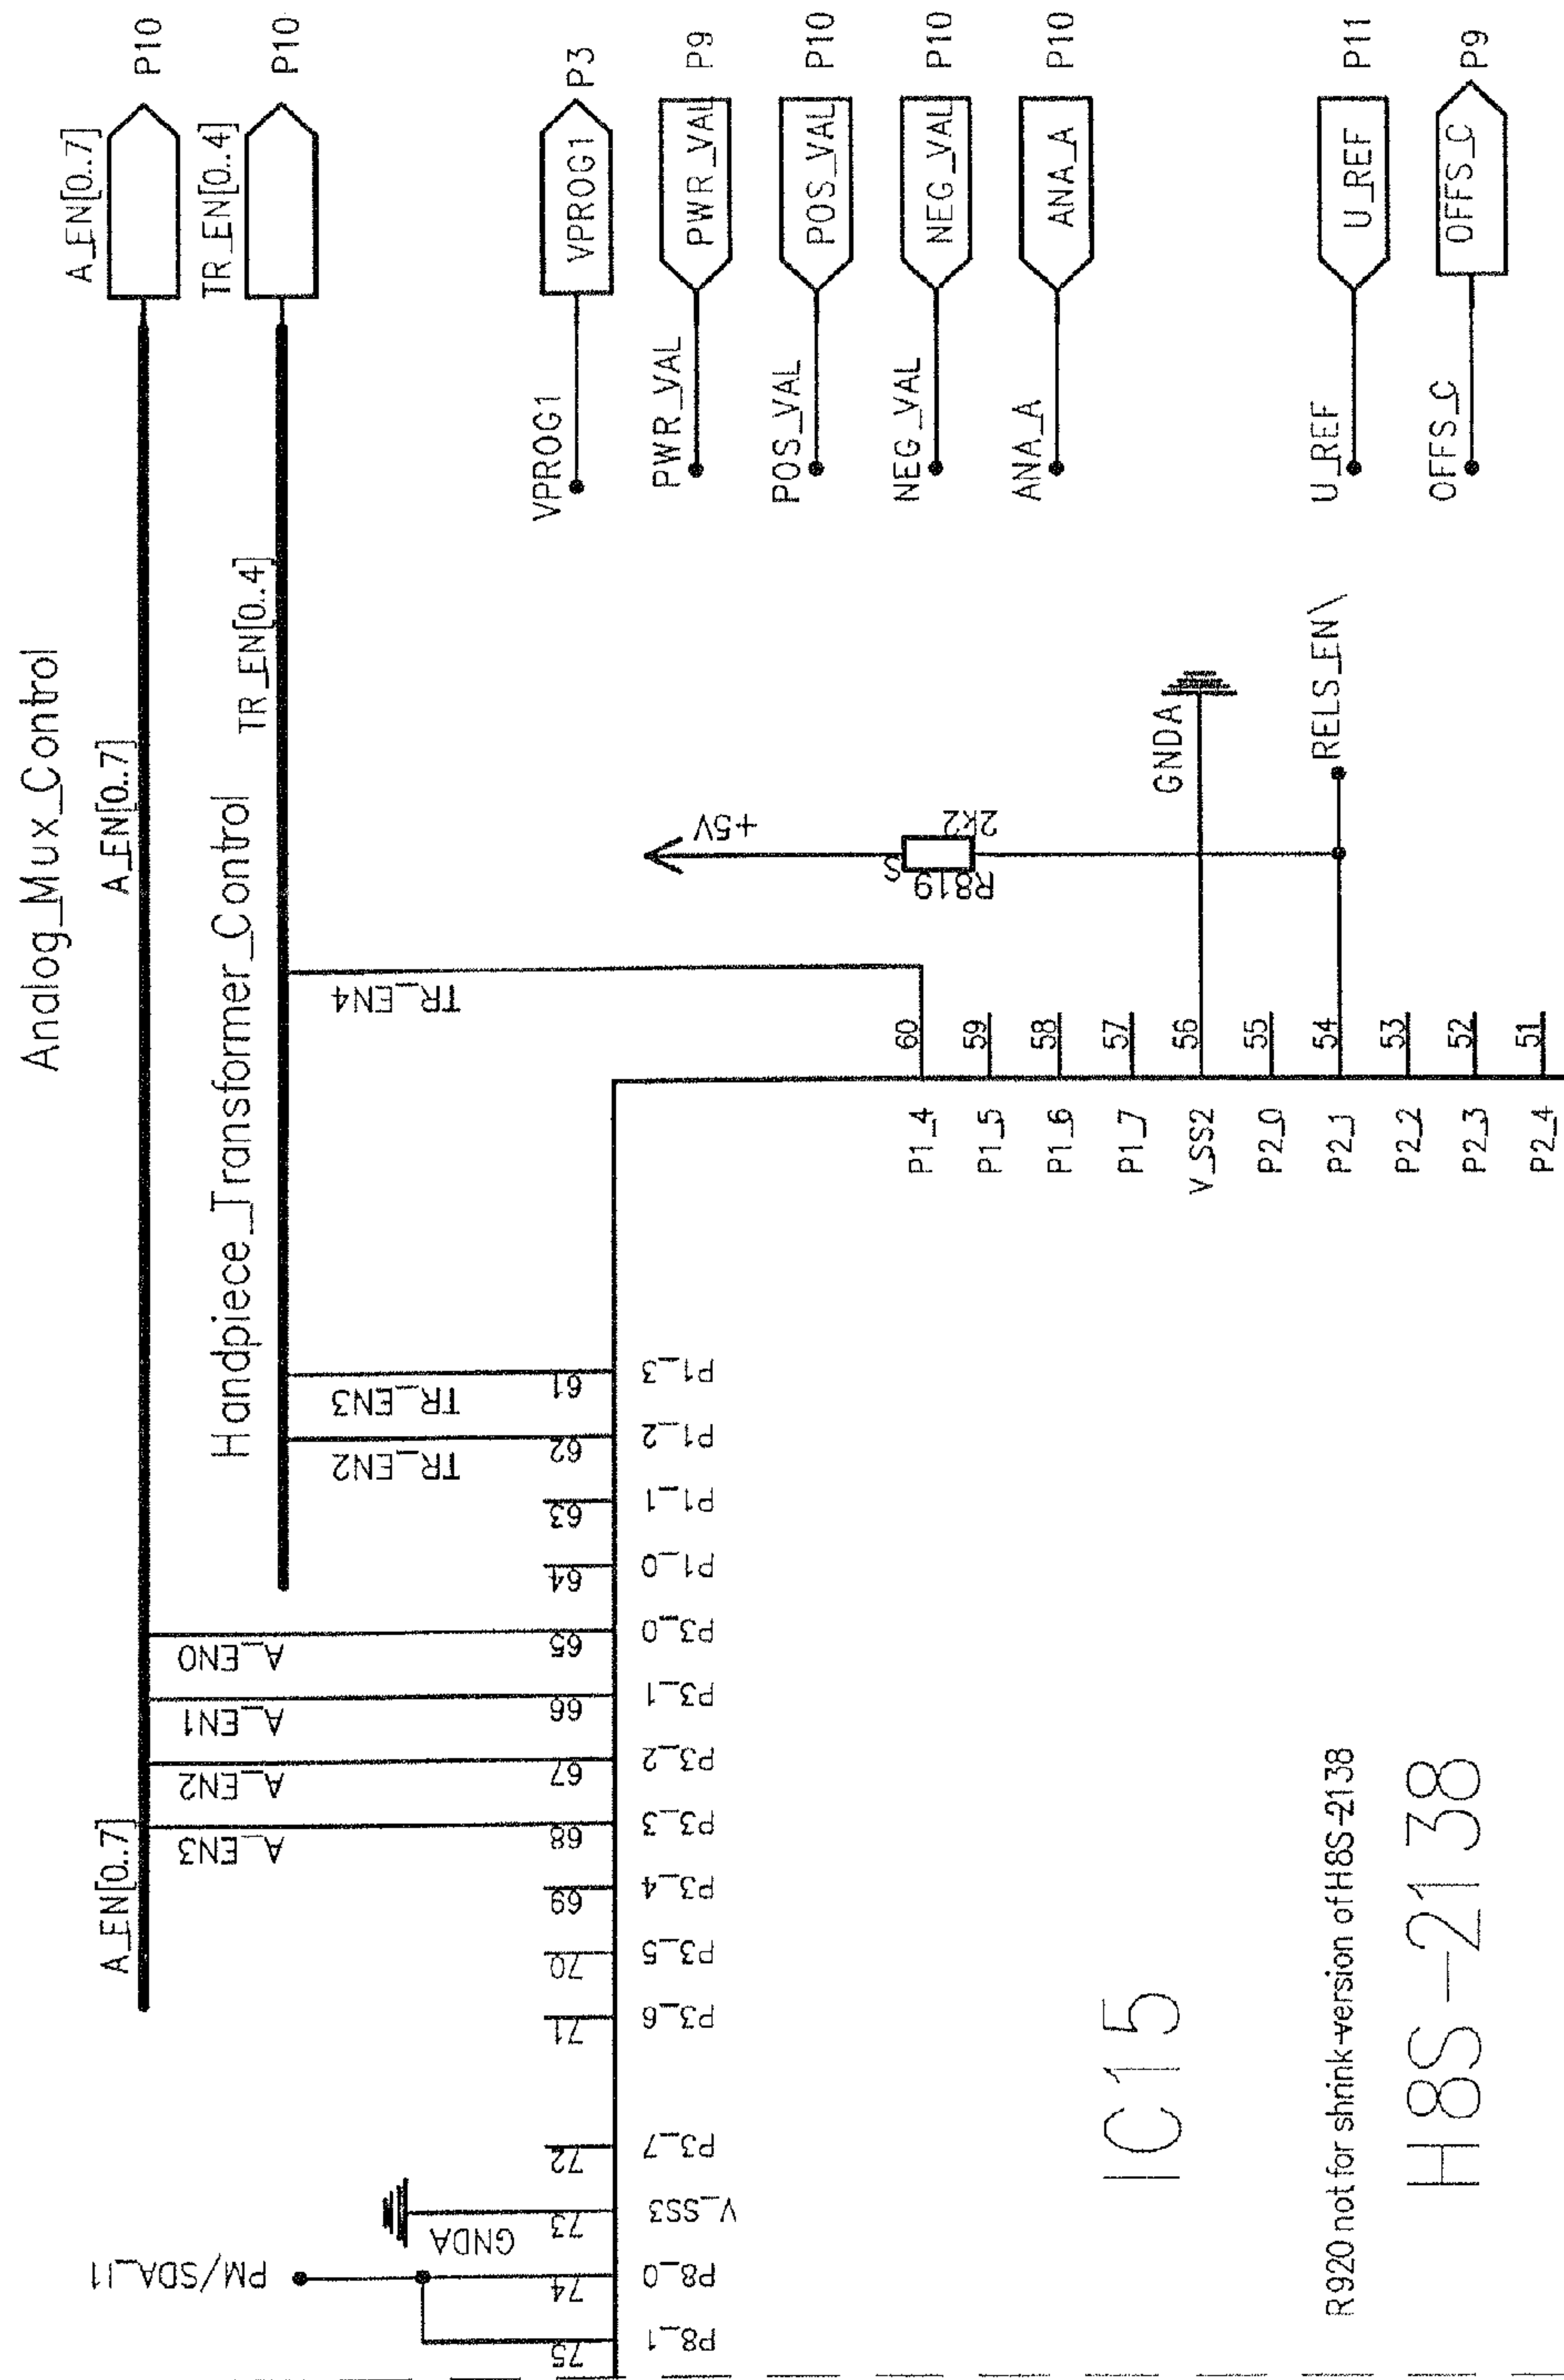 Analog_Mux_Control
A_EN[0..7]
A_EN[0..7]
A_EN[0..7]
P10
Handpiece_Transformer_Control
TR_EN[0..4]
TR_EN[0..4]
P10
VPROG1
VPROG1
P3
PWR_VAL
PWR_VAL
P9
POS_VAL
POS_VAL
P10
NEG_VAL
NEG_VAL
P10
ANA_A
ANA_A
P10
U_REF
U_REF
P11
OFFS_C
OFFS_C
P9
PM/SDA_I1
GNDA
A_EN3
A_EN2
A_EN1
A_EN0
TR_EN2
TR_EN3
TR_EN4
75
74
73
72
71
70
69
68
67
66
65
64
63
62
61
P8_1
P8_0
V_SS3
P3_7
P3_6
P3_5
P3_4
P3_3
P3_2
P3_1
P3_0
P1_0
P1_1
P1_2
P1_3
+5V
S
R819
2k2
GNDA
RELS_EN\
P1_4 60
P1_5 59
P1_6 58
P1_7 57
V_SS2 56
P2_0 55
P2_1 54
P2_2 53
P2_3 52
P2_4 51
IC15
R920 not for shrink-version of H8S-2138
H8S-2138